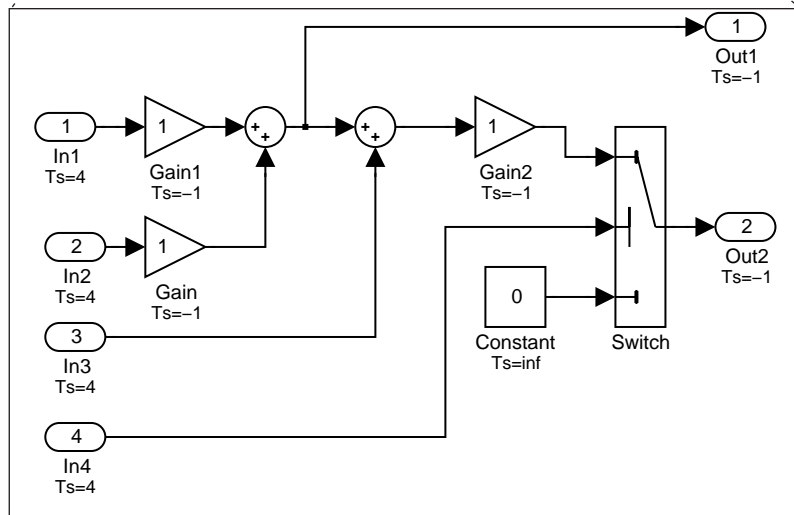 1
Out1
Ts=−1
1
In1
Ts=4
1
Gain1
Ts=−1
+
+
+
+
1
Gain2
Ts=−1
2
In2
Ts=4
1
Gain
Ts=−1
2
Out2
Ts=−1
3
In3
Ts=4
0
Constant
Ts=inf
Switch
4
In4
Ts=4